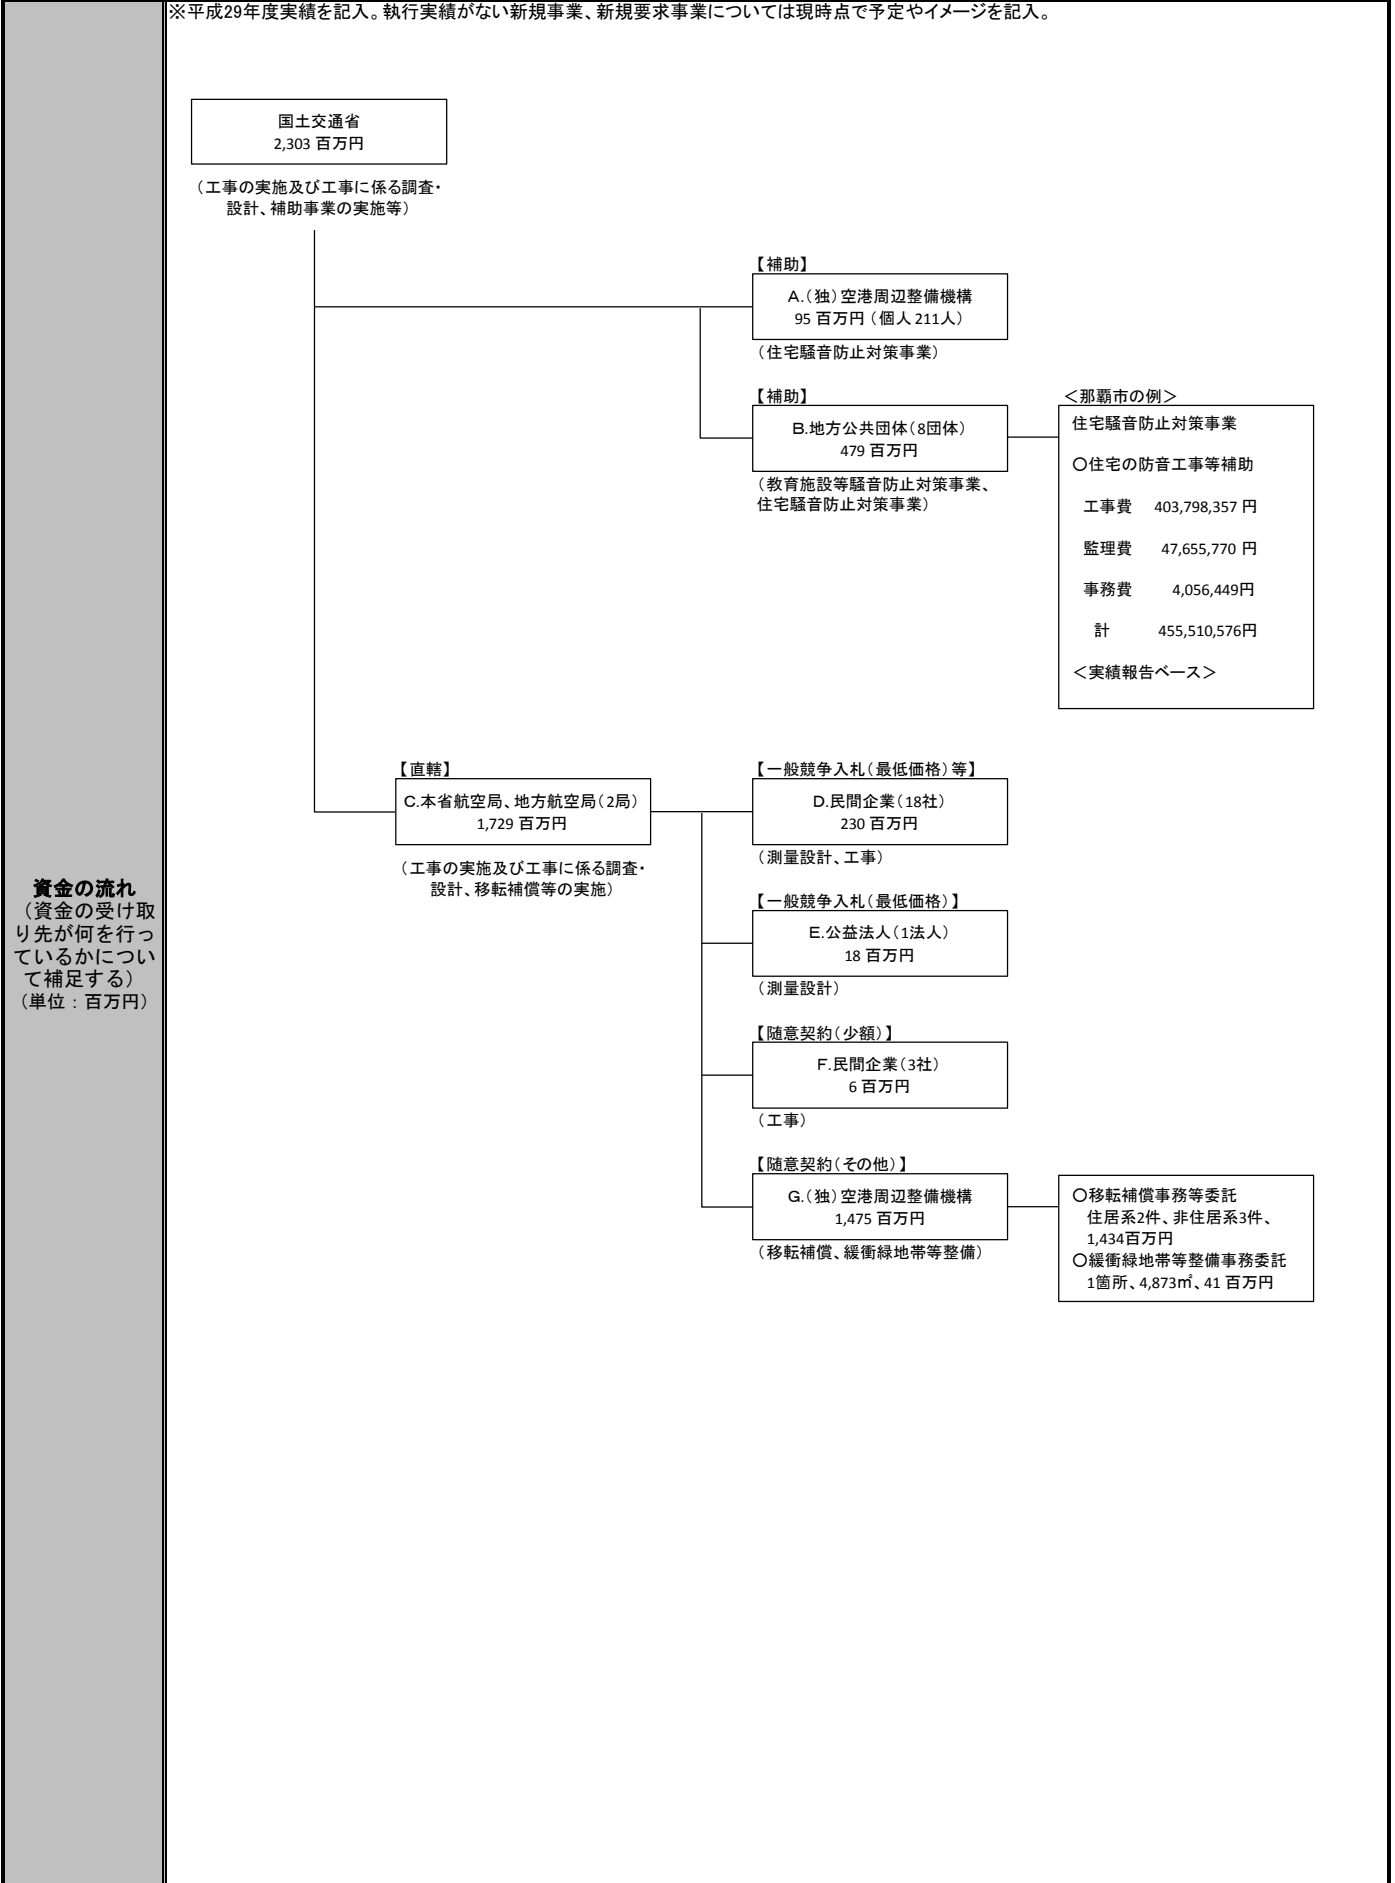 ※平成29年度実績を記入。執行実績がない新規事業、新規要求事業については現時点で予定やイメージを記入。
資金の流れ
（資金の受け取
り先が何を行っ
ているかについ
て補足する）
（単位：百万円）
国土交通省
2,303 百万円
（工事の実施及び工事に係る調査・
設計、補助事業の実施等）
【補助】
A.（独）空港周辺整備機構
95 百万円（個人 211人）
（住宅騒音防止対策事業）
【補助】
B.地方公共団体（8団体）
479 百万円
（教育施設等騒音防止対策事業、
住宅騒音防止対策事業）
＜那覇市の例＞
住宅騒音防止対策事業
〇住宅の防音工事等補助
工事費 403,798,357 円
監理費 47,655,770 円
事務費 4,056,449円
計 455,510,576円
＜実績報告ベース＞
【直轄】
C.本省航空局、地方航空局（2局）
1,729 百万円
（工事の実施及び工事に係る調査・
設計、移転補償等の実施）
【一般競争入札（最低価格）等】
D.民間企業（18社）
230 百万円
（測量設計、工事）
【一般競争入札（最低価格）】
E.公益法人（1法人）
18 百万円
（測量設計）
【随意契約（少額）】
F.民間企業（3社）
6 百万円
（工事）
【随意契約（その他）】
G.（独）空港周辺整備機構
1,475 百万円
（移転補償、緩衝緑地帯等整備）
〇移転補償事務等委託
住居系2件、非住居系3件、
1,434百万円
〇緩衝緑地帯等整備事務委託
1箇所、4,873㎡、41 百万円